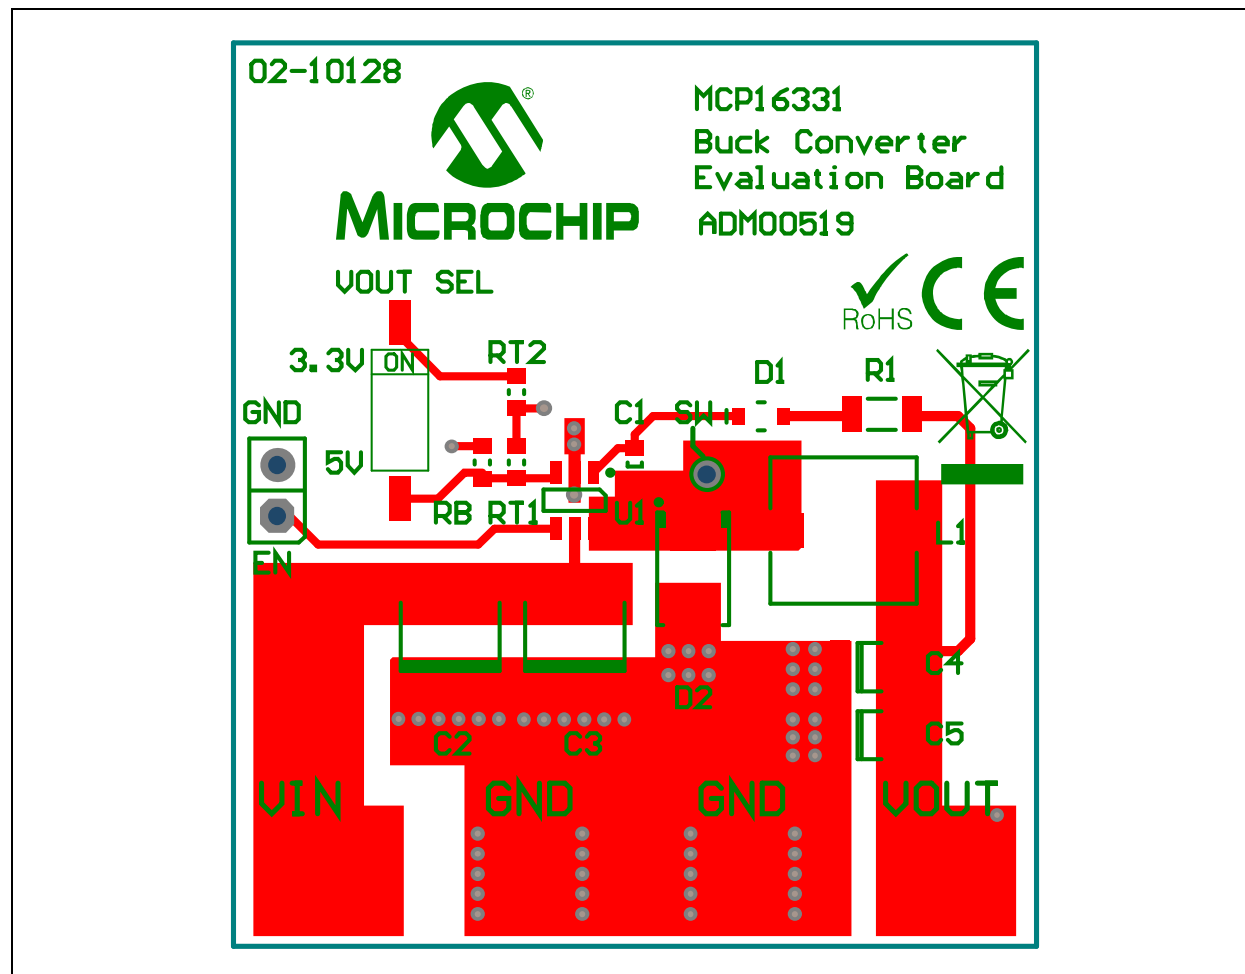 02-10128
®
MICROCHIP
MCP16331
Buck Converter
Evaluation Board
ADM00519
VOUT SEL
RoHS
CE
3.3V
ON
RT2
D1
R1
GND
C1
SW
5V
RB
RT1
U1
L1
EN
C4
D2
C2
C3
C5
VIN
GND
GND
VOUT